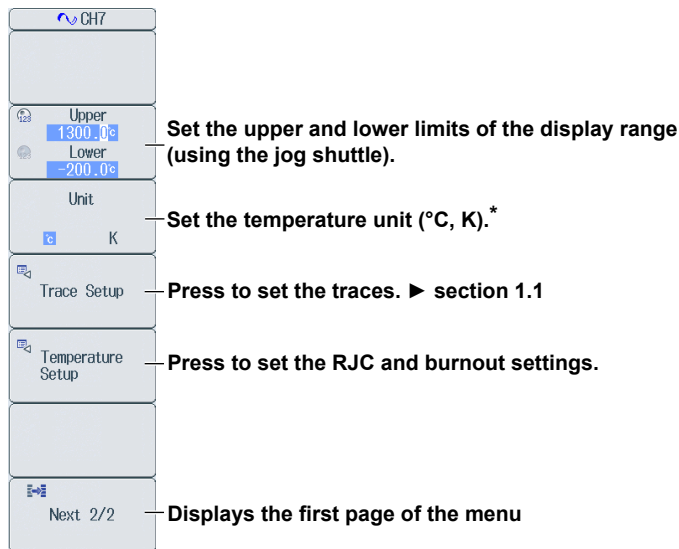 CH7
Upper
1300.0°C
Lower
-200.0°C
Set the upper and lower limits of the display range
(using the jog shuttle).
Unit
°C K
Set the temperature unit (°C, K).*
Trace Setup
Press to set the traces. ► section 1.1
Temperature
Setup
Press to set the RJC and burnout settings.
Next 2/2
Displays the first page of the menu